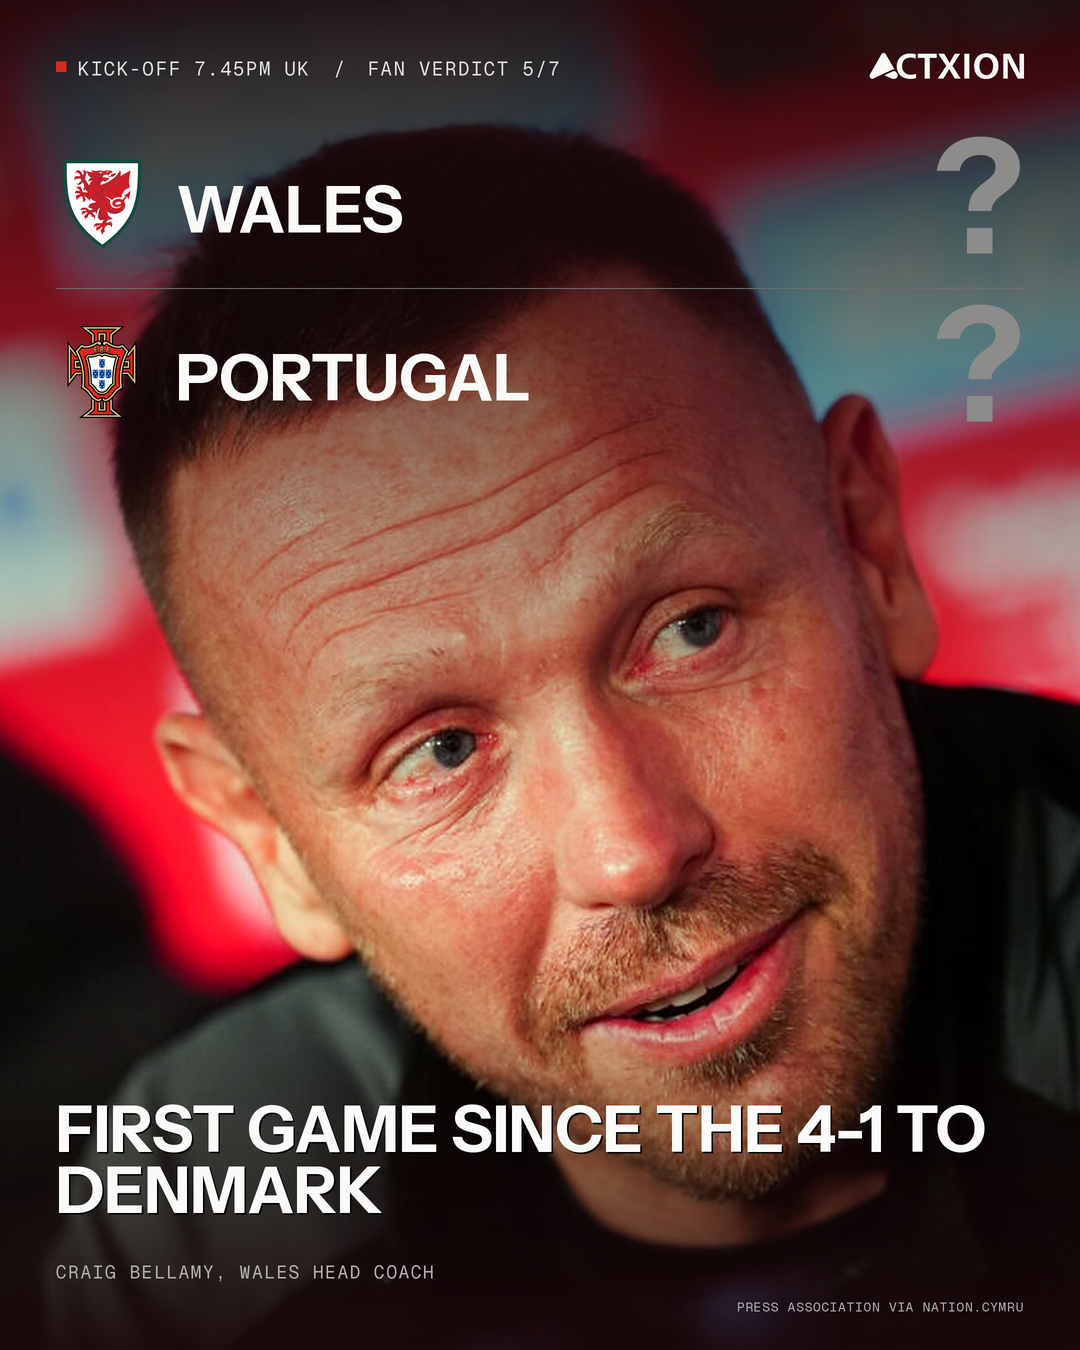 KICK-OFF 7.45PM UK / FAN VERDICT 5/7
ACTXION
WALES
?
PORTUGAL
?
FIRST GAME SINCE THE 4-1 TO
DENMARK
CRAIG BELLAMY, WALES HEAD COACH
PRESS ASSOCIATION VIA NATION.CYMRU